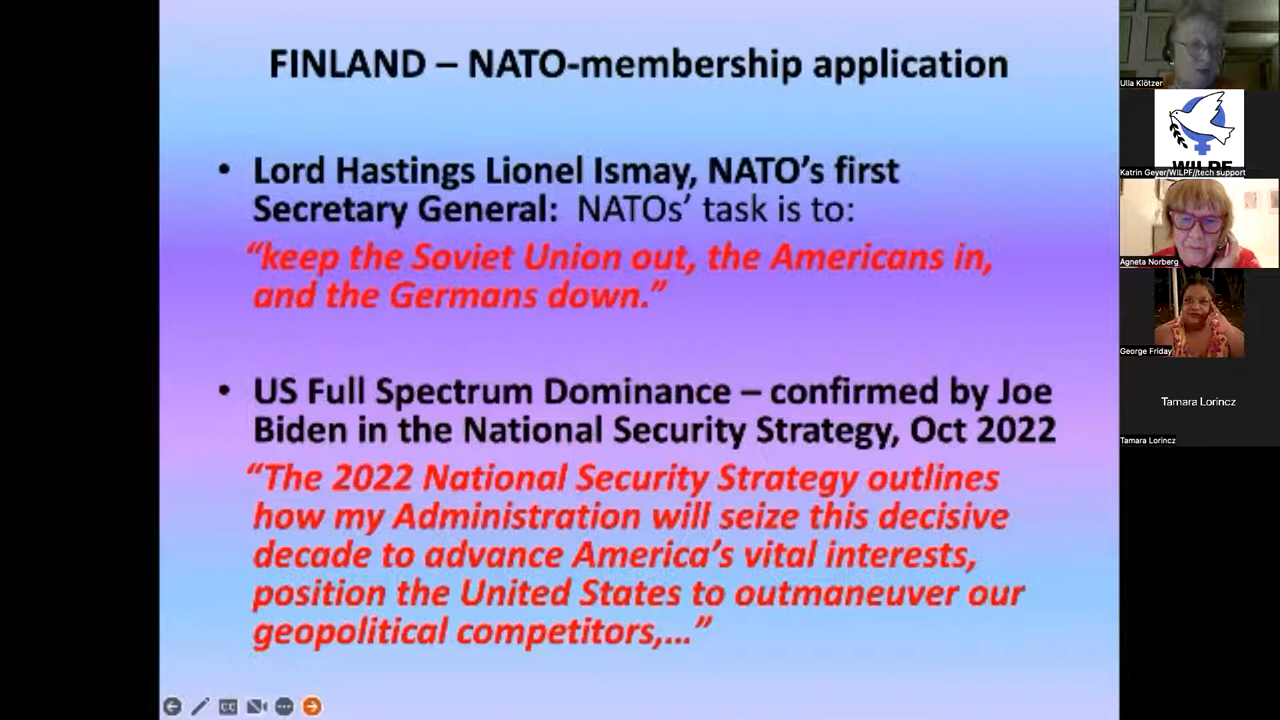 FINLAND – NATO-membership application
• Lord Hastings Lionel Ismay, NATO's first
Secretary General: NATOs' task is to:
“keep the Soviet Union out, the Americans in,
and the Germans down.”
• US Full Spectrum Dominance – confirmed by Joe
Biden in the National Security Strategy, Oct 2022
“The 2022 National Security Strategy outlines
how my Administration will seize this decisive
decade to advance America's vital interests,
position the United States to outmaneuver our
geopolitical competitors,...”
CC
Ulla Klötzer
WILPF
Katrin Geyer/WILPF//tech support
Agneta Norberg
George Friday
Tamara Lorincz
Tamara Lorincz